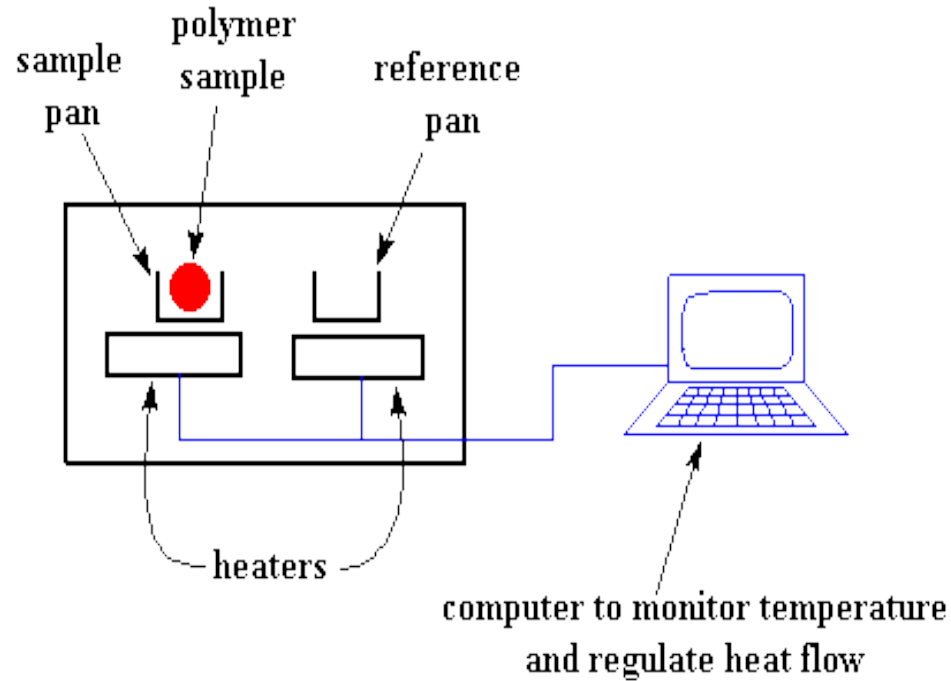 sample
pan
polymer
sample
reference
pan
heaters
computer to monitor temperature
and regulate heat flow